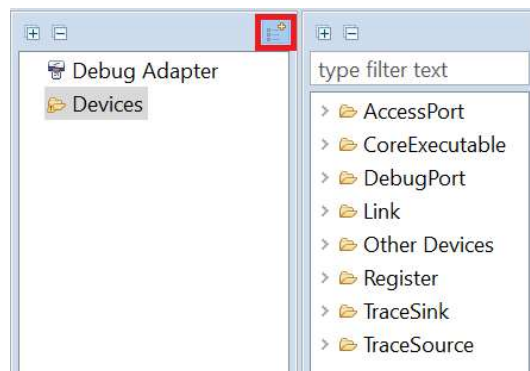 Debug Adapter
Devices
type filter text
AccessPort
CoreExecutable
DebugPort
Link
Other Devices
Register
TraceSink
TraceSource